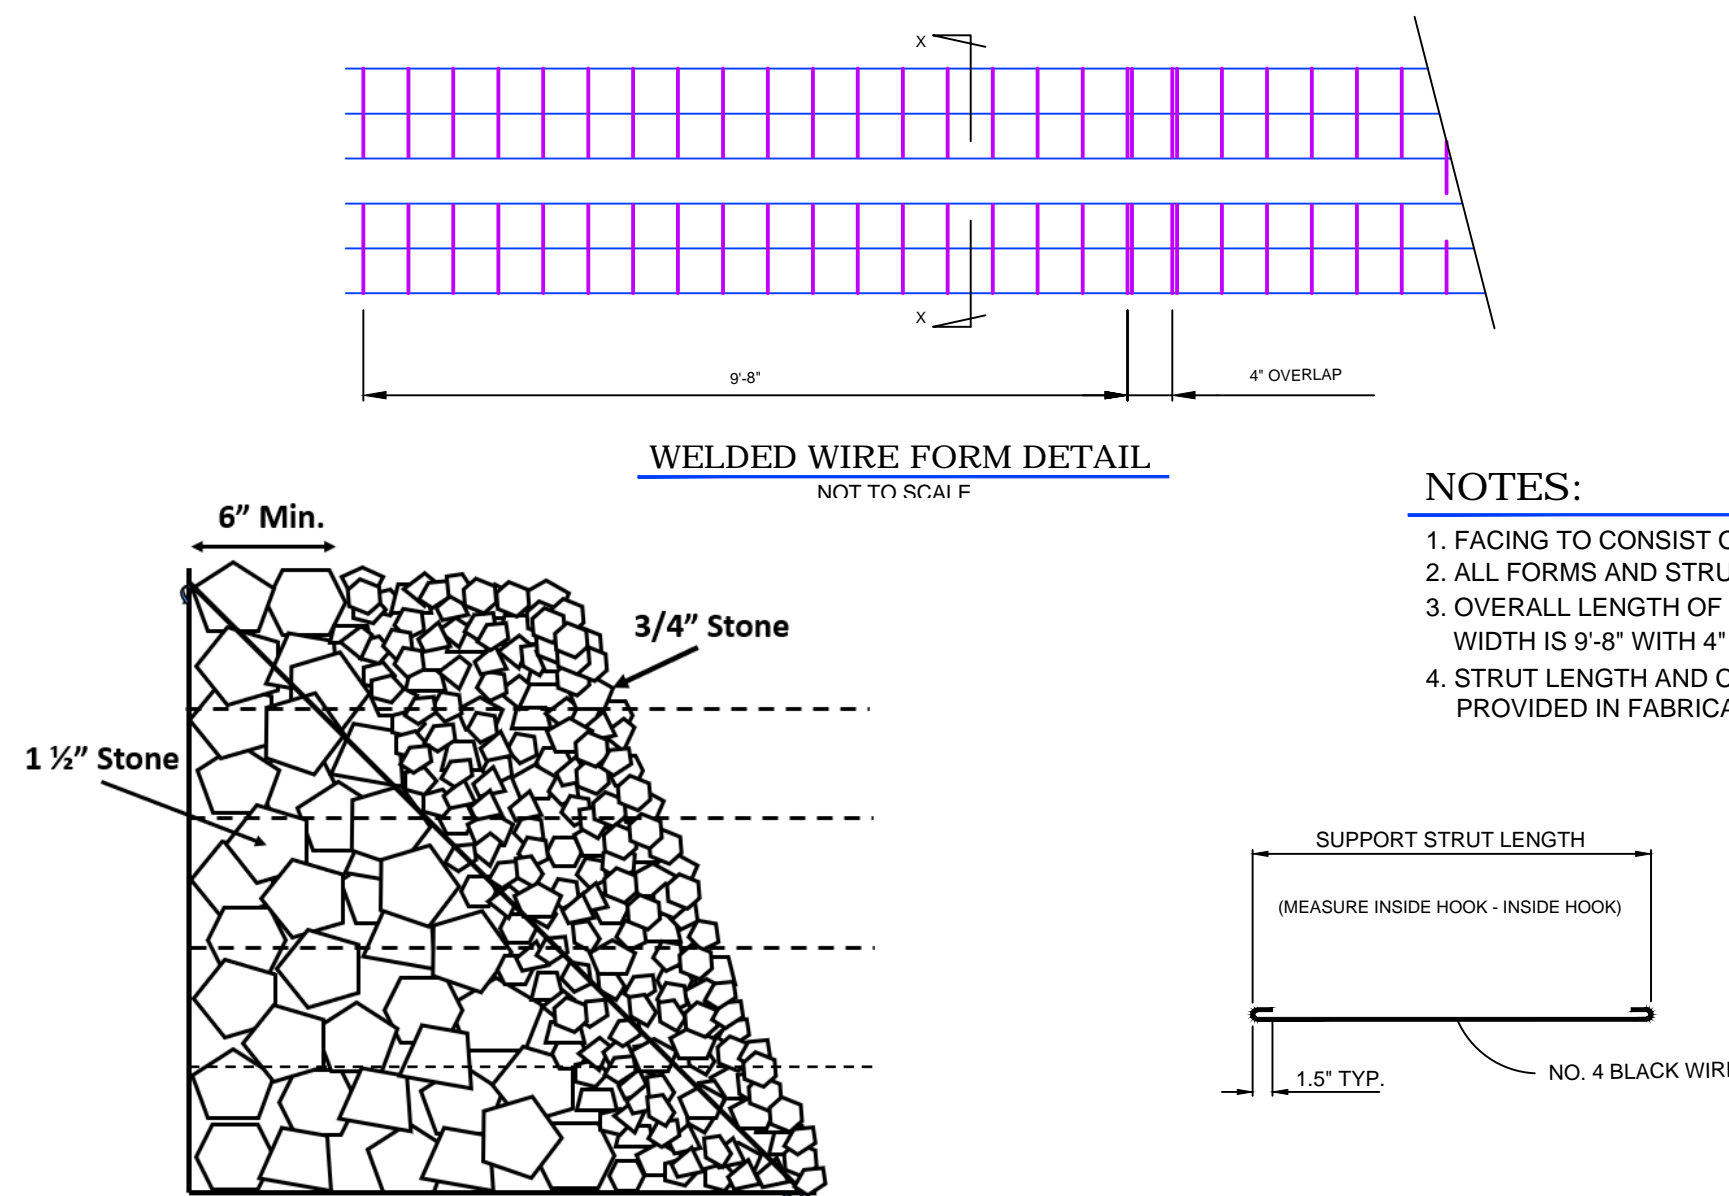 X
X
9'-8"
4" OVERLAP
WELDED WIRE FORM DETAIL
NOT TO SCALE
6” Min.
3/4” Stone
1 ½” Stone
NOTES:
1. FACING TO CONSIST
2. ALL FORMS AND STRU
3. OVERALL LENGTH OF
WIDTH IS 9'-8" WITH 4"
4. STRUT LENGTH AND
PROVIDED IN FABRICA
SUPPORT STRUT LENGTH
(MEASURE INSIDE HOOK - INSIDE HOOK)
1.5" TYP.
NO. 4 BLACK WIRE